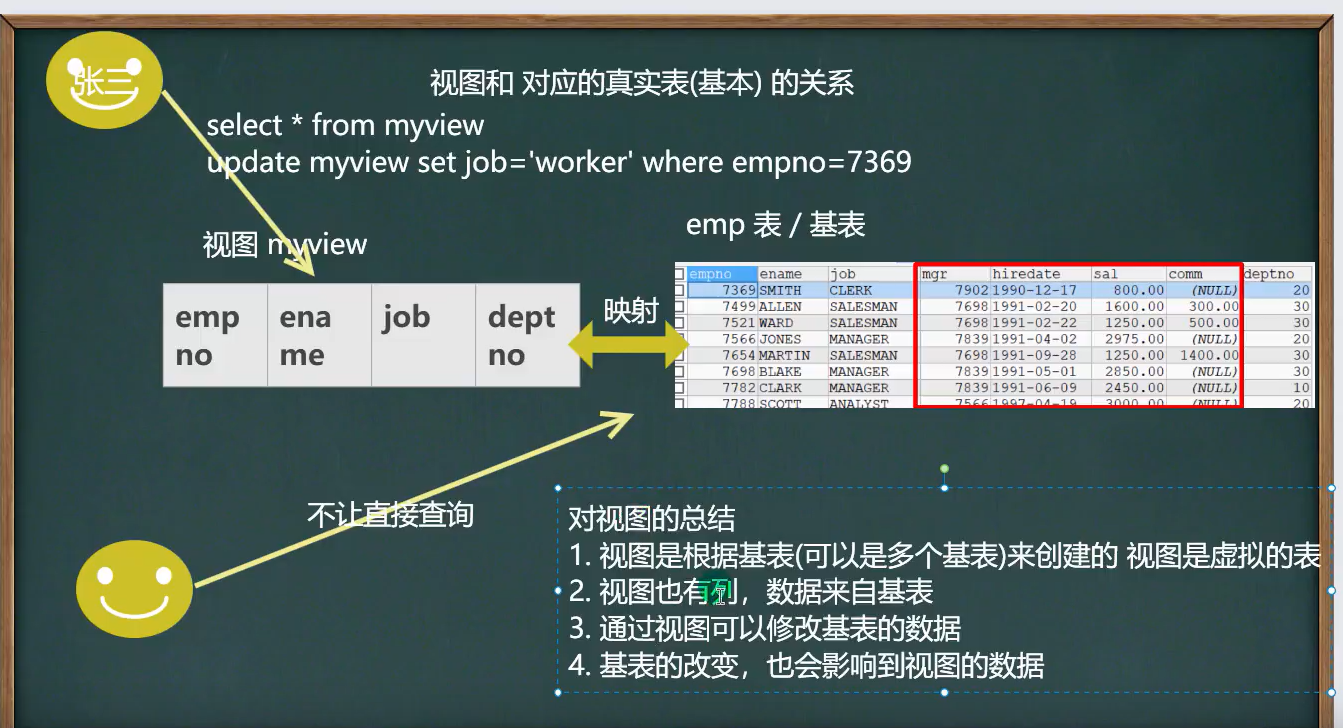 张三
视图和 对应的真实表(基本) 的关系
select * from myview
update myview set job='worker' where empno=7369
视图 myview
emp 表 / 基表
empno ename job deptno
映射
empno ename job mgr hiredate sal comm deptno
7369 SMITH CLERK 7902 1990-12-17 800.00 (NULL) 20
7499 ALLEN SALESMAN 7698 1991-02-20 1600.00 300.00 30
7521 WARD SALESMAN 7698 1991-02-22 1250.00 500.00 30
7566 JONES MANAGER 7839 1991-04-02 2975.00 (NULL) 20
7654 MARTIN SALESMAN 7698 1991-09-28 1250.00 1400.00 30
7698 BLAKE MANAGER 7839 1991-05-01 2850.00 (NULL) 30
7782 CLARK MANAGER 7839 1991-06-09 2450.00 (NULL) 10
7788 SCOTT ANALYST 7566 1997-04-19 3000.00 (NULL) 20
不让直接查询
对视图的总结
1. 视图是根据基表(可以是多个基表)来创建的 视图是虚拟的表
2. 视图也有列，数据来自基表
3. 通过视图可以修改基表的数据
4. 基表的改变，也会影响到视图的数据